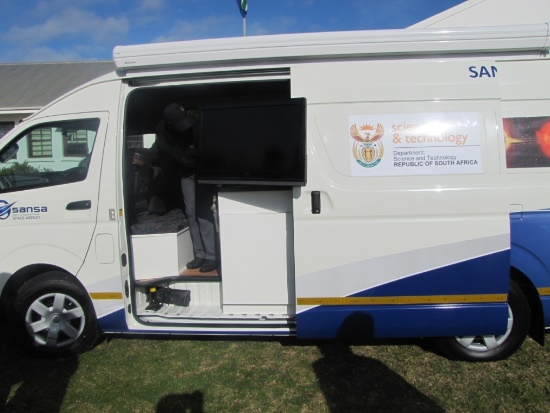 sansa
SPACE AGENCY
SAN
science
& technology
Department:
Science and Technology
REPUBLIC OF SOUTH AFRICA